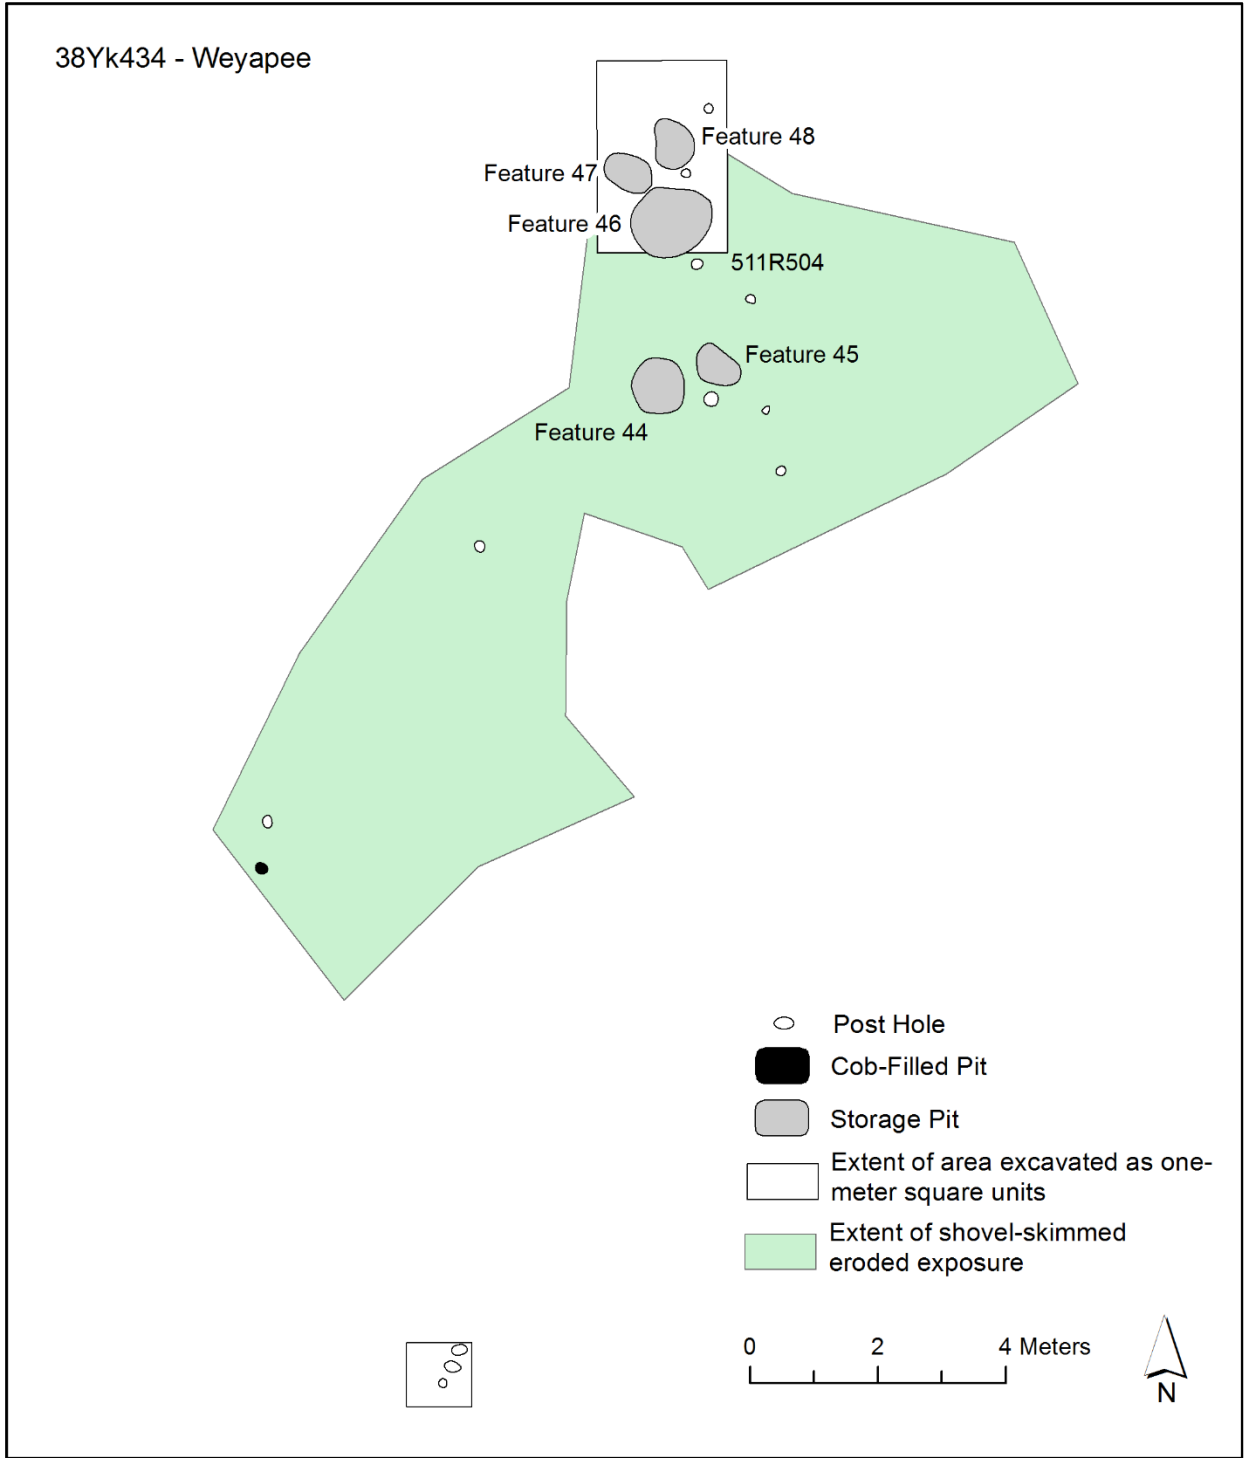 38Yk434 - Weyapee
Feature 48
Feature 47
Feature 46
511R504
Feature 45
Feature 44
Post Hole
Cob-Filled Pit
Storage Pit
Extent of area excavated as one-
meter square units
Extent of shovel-skimmed
eroded exposure
0 2 4 Meters
N